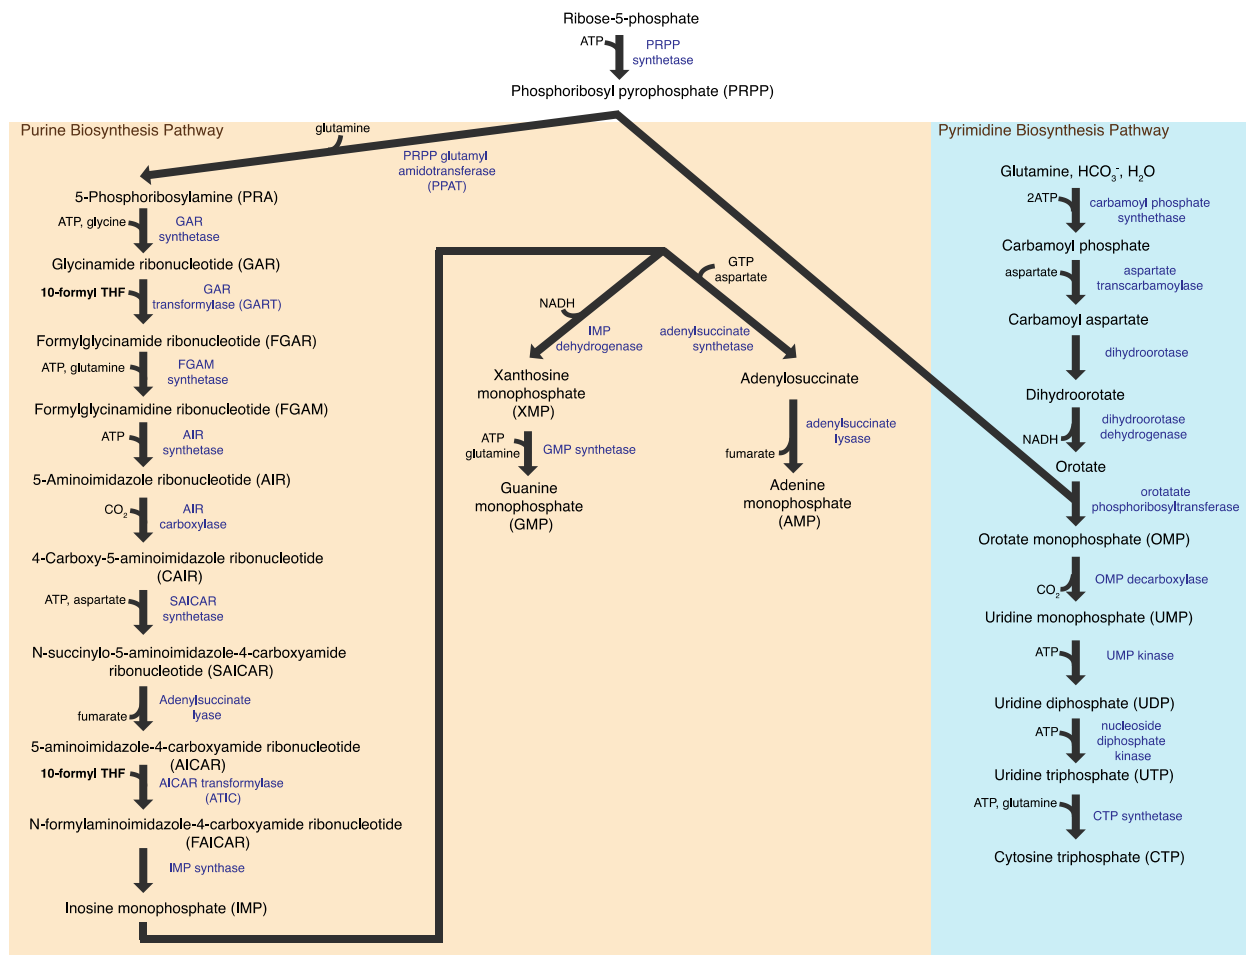 Ribose-5-phosphate
ATP
PRPP
synthetase
Phosphoribosyl pyrophosphate (PRPP)
Purine Biosynthesis Pathway
glutamine
PRPP glutamyl
amidotransferase
(PPAT)
5-Phosphoribosylamine (PRA)
ATP, glycine
GAR
synthetase
Glycinamide ribonucleotide (GAR)
10-formyl THF
GAR
transformylase (GART)
Formylglycinamide ribonucleotide (FGAR)
ATP, glutamine
FGAM
synthetase
Formylglycinamidine ribonucleotide (FGAM)
ATP
AIR
synthetase
5-Aminoimidazole ribonucleotide (AIR)
CO2
AIR
carboxylase
4-Carboxy-5-aminoimidazole ribonucleotide
(CAIR)
ATP, aspartate
SAICAR
synthetase
N-succinylo-5-aminoimidazole-4-carboxyamide
ribonucleotide (SAICAR)
fumarate
Adenylsuccinate
lyase
5-aminoimidazole-4-carboxyamide ribonucleotide
(AICAR)
10-formyl THF
AICAR transformylase
(ATIC)
N-formylaminoimidazole-4-carboxyamide ribonucleotide
(FAICAR)
IMP synthase
Inosine monophosphate (IMP)
NADH
IMP
dehydrogenase
Xanthosine
monophosphate
(XMP)
ATP
glutamine
GMP synthetase
Guanine
monophosphate
(GMP)
GTP
aspartate
adenylsuccinate
synthetase
Adenylosuccinate
fumarate
adenylsuccinate
lysase
Adenine
monophosphate
(AMP)
Pyrimidine Biosynthesis Pathway
Glutamine, HCO3-, H2O
2ATP
carbamoyl phosphate
synthethase
Carbamoyl phosphate
aspartate
aspartate
transcarbamoylase
Carbamoyl aspartate
dihydroorotase
Dihydroorotate
NADH
dihydroorotase
dehydrogenase
Orotate
orotatate
phosphoribosyltransferase
Orotate monophosphate (OMP)
CO2
OMP decarboxylase
Uridine monophosphate (UMP)
ATP
UMP kinase
Uridine diphosphate (UDP)
ATP
nucleoside
diphosphate
kinase
Uridine triphosphate (UTP)
ATP, glutamine
CTP synthetase
Cytosine triphosphate (CTP)